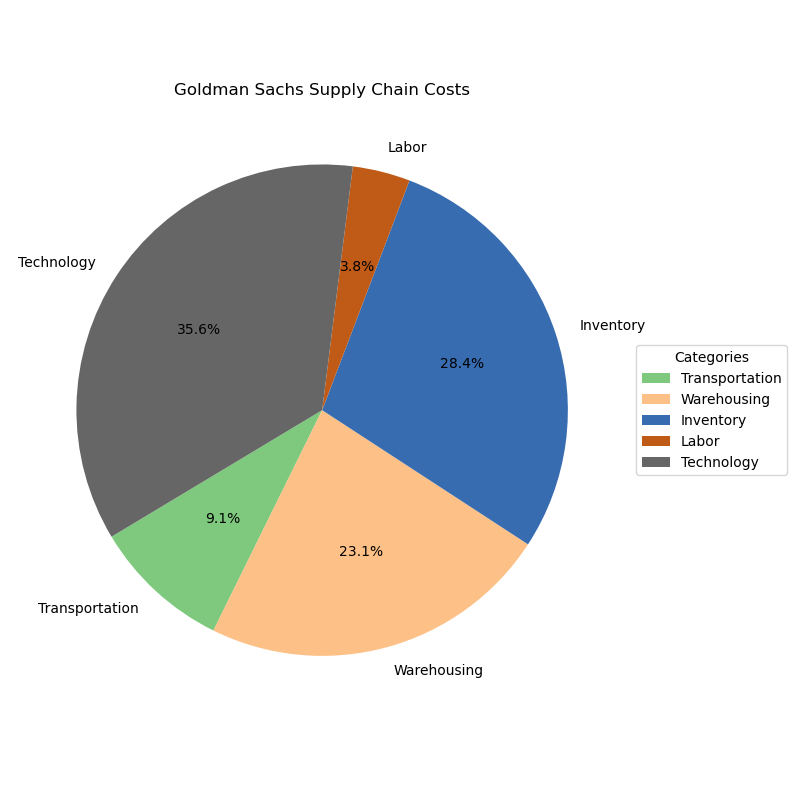 Goldman Sachs Supply Chain Costs
Labor
Technology
3.8%
35.6%
Inventory
28.4%
Categories
Transportation
Warehousing
Inventory
Labor
Technology
9.1%
23.1%
Transportation
Warehousing